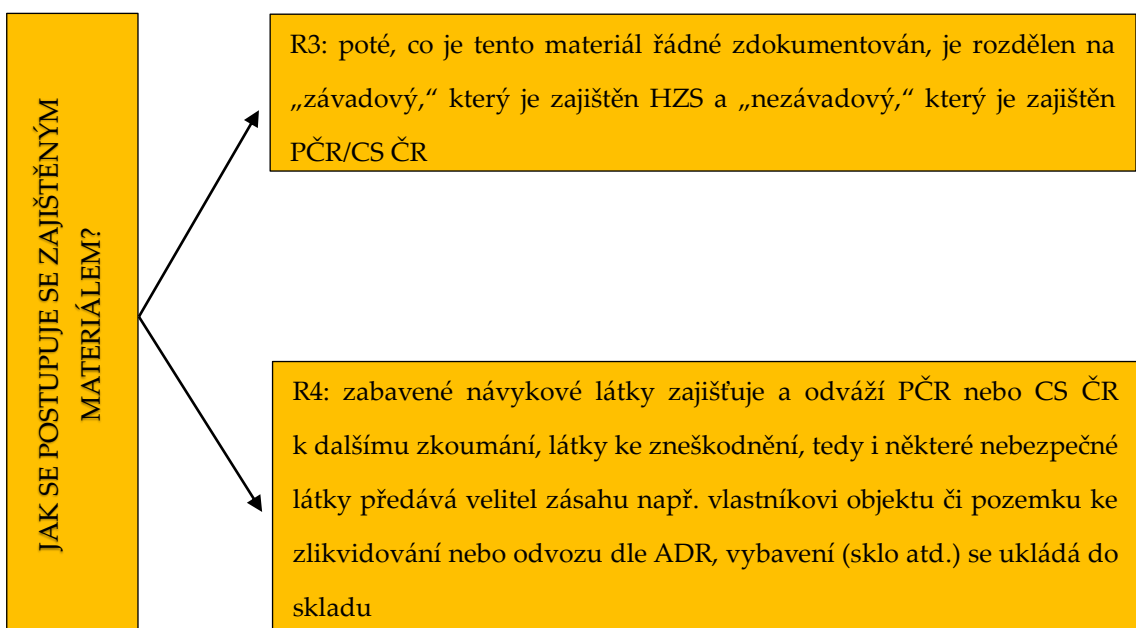 JAK SE POSTUPUJE SE ZAJIŠTĚNÝM
MATERIÁLEM?
R3: poté, co je tento materiál řádné zdokumentován, je rozdělen na
„závadový,“ který je zajištěn HZS a „nezávadový,“ který je zajištěn
PČR/CS ČR
R4: zabavené návykové látky zajišťuje a odváží PČR nebo CS ČR
k dalšímu zkoumání, látky ke zneškodnění, tedy i některé nebezpečné
látky předává velitel zásahu např. vlastníkovi objektu či pozemku ke
zlikvidování nebo odvozu dle ADR, vybavení (sklo atd.) se ukládá do
skladu